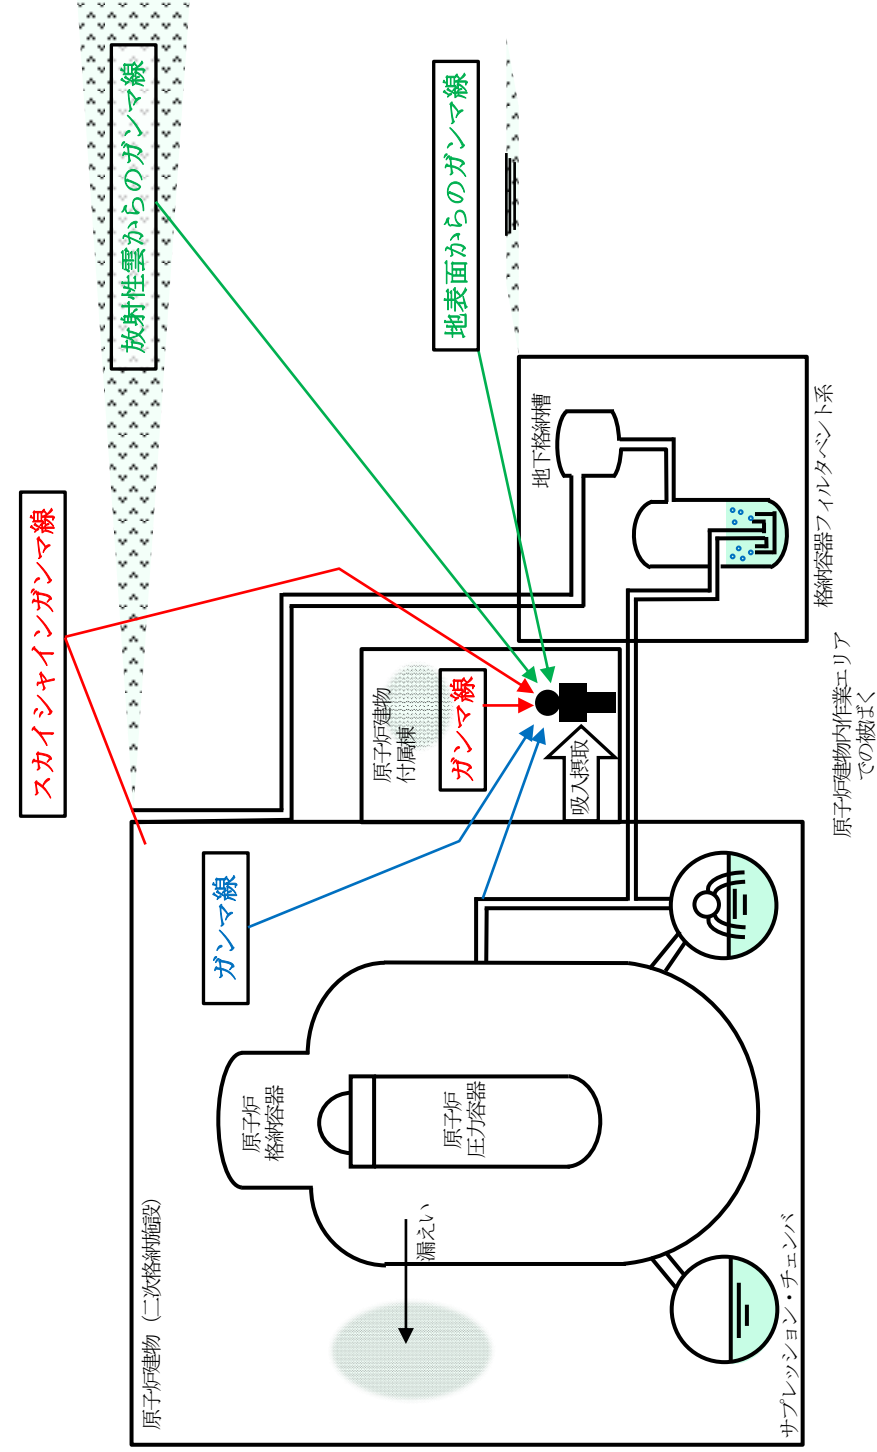 スカイシャインガンマ線
放射性雲からのガンマ線
地表面からのガンマ線
原子炉建物（二次格納施設）
ガンマ線
原子炉
格納容器
原子炉
圧力容器
漏えい
サプレッション・チェンバ
原子炉建物
付属棟
ガンマ線
吸入摂取
地下格納槽
格納容器フィルタベント系
原子炉建物内作業エリア
での被ばく